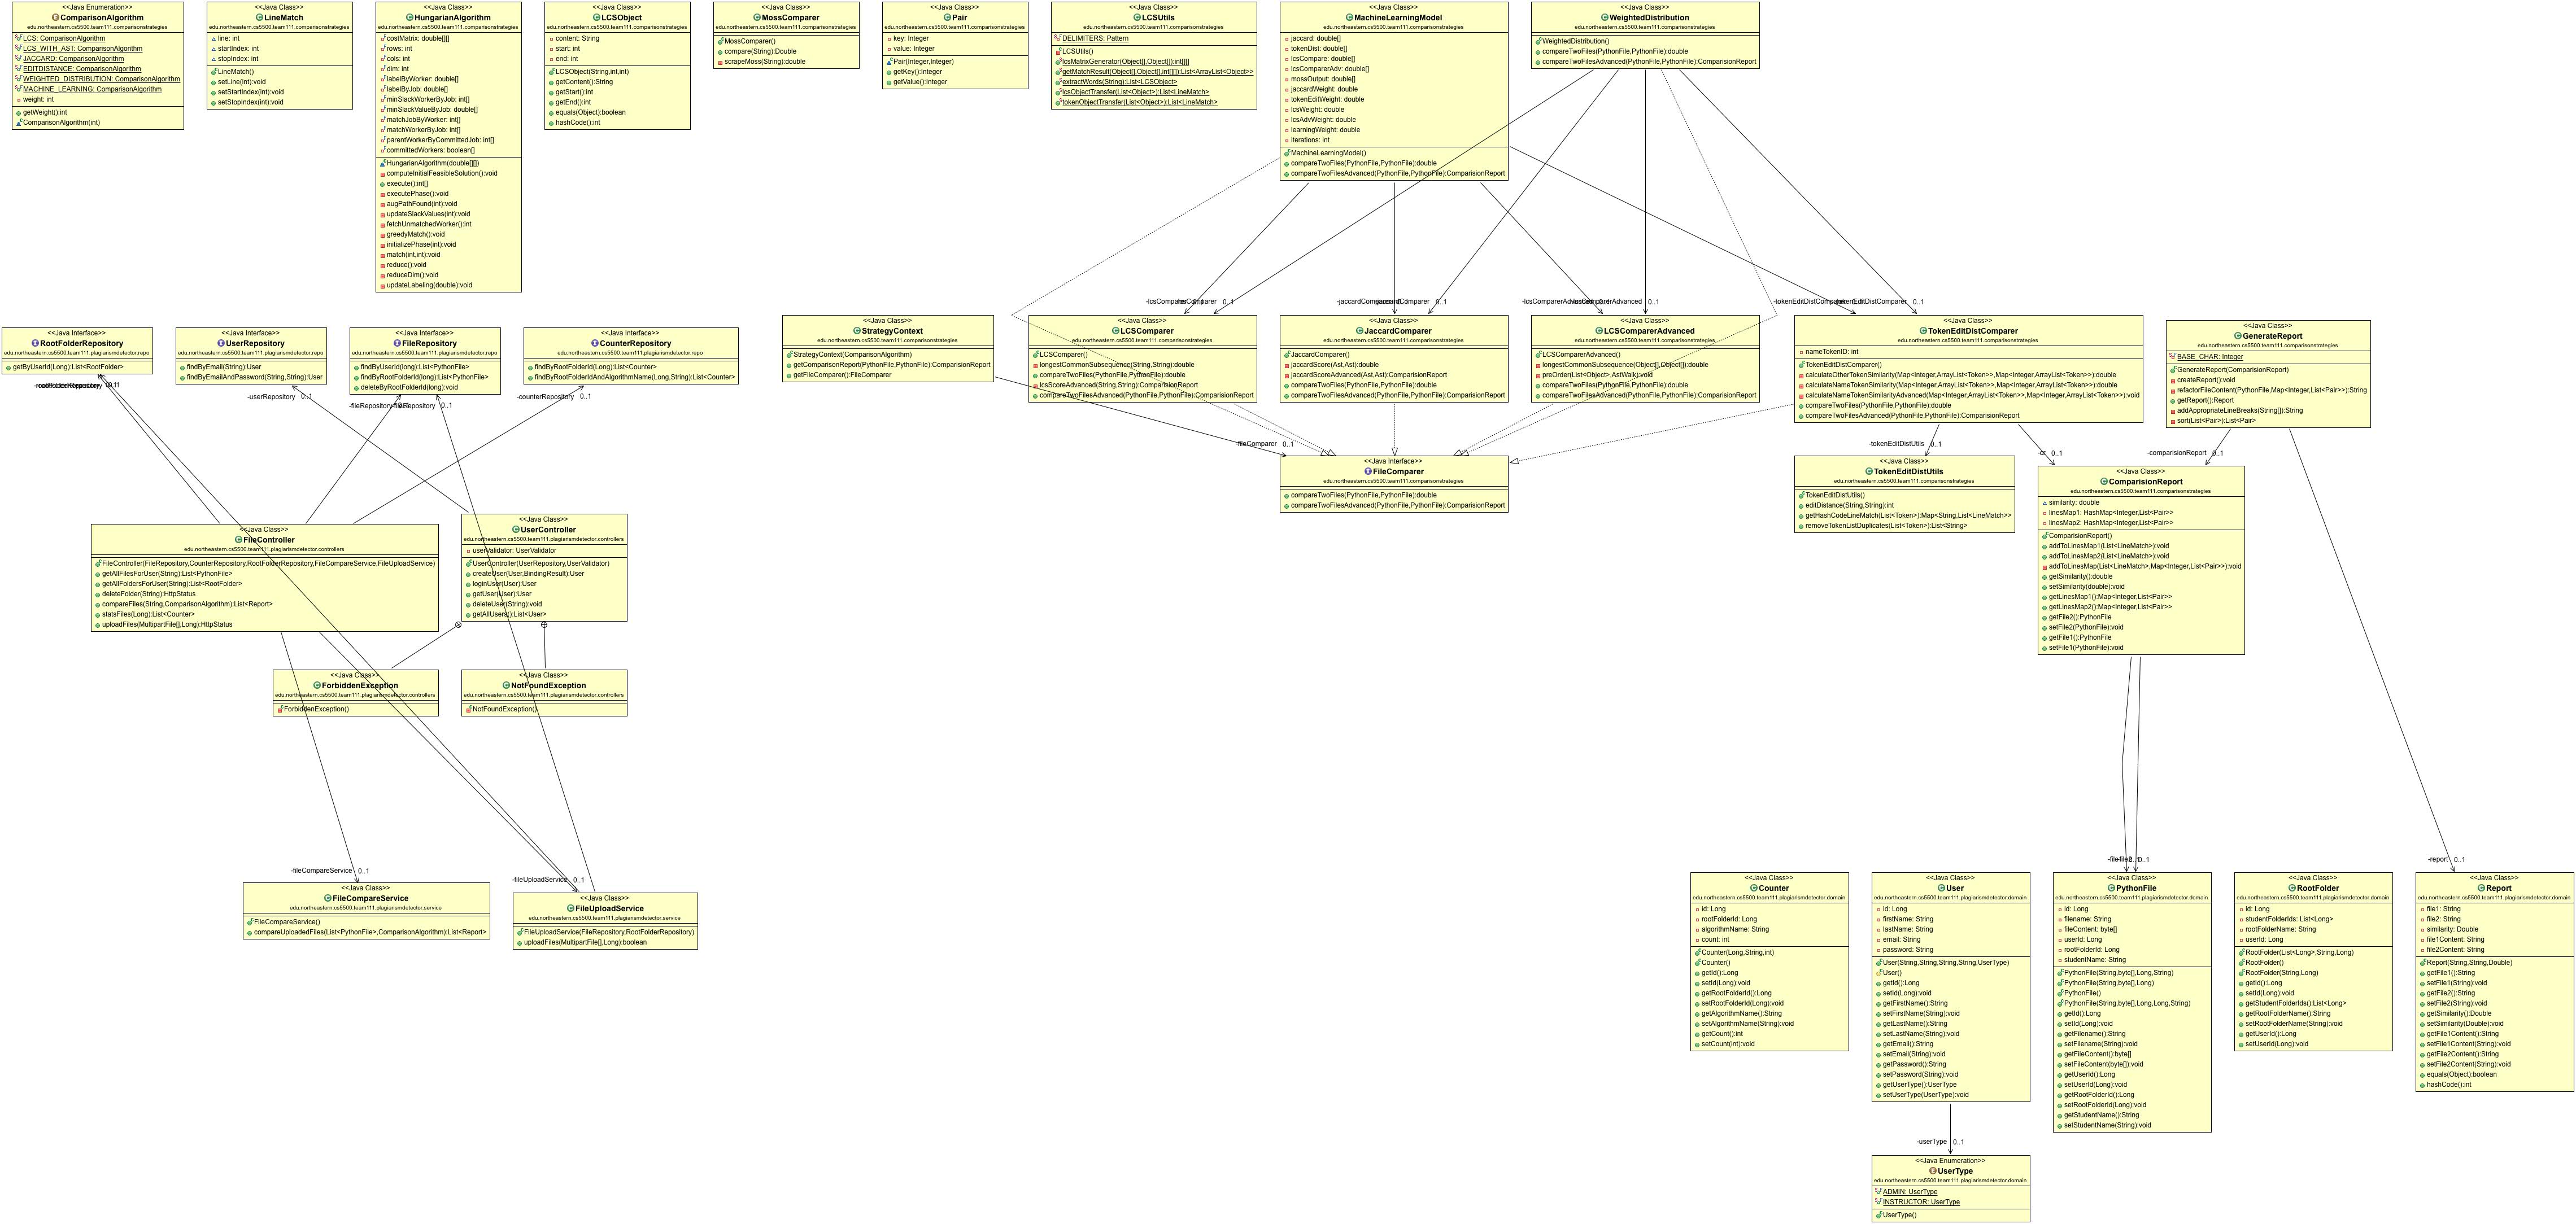 <<Java Enumeration>>
ComparisonAlgorithm
edu.northeastern.cs5500.team111.comparisonstrategies
LCS: ComparisonAlgorithm
LCS_WITH_AST: ComparisonAlgorithm
JACCARD: ComparisonAlgorithm
EDITDISTANCE: ComparisonAlgorithm
WEIGHTED_DISTRIBUTION: ComparisonAlgorithm
MACHINE_LEARNING: ComparisonAlgorithm
weight: int
getWeight():int
ComparisonAlgorithm(int)
<<Java Class>>
LineMatch
edu.northeastern.cs5500.team111.comparisonstrategies
line: int
startIndex: int
stopIndex: int
LineMatch()
setLine(int):void
setStartIndex(int):void
setStopIndex(int):void
<<Java Class>>
HungarianAlgorithm
edu.northeastern.cs5500.team111.comparisonstrategies
costMatrix: double[][]
rows: int
cols: int
dim: int
labelByWorker: double[]
labelByJob: double[]
minSlackWorkerByJob: int[]
minSlackValueByJob: double[]
matchJobByWorker: int[]
matchWorkerByJob: int[]
parentWorkerByCommittedJob: int[]
committedWorkers: boolean[]
HungarianAlgorithm(double[][])
computeInitialFeasibleSolution():void
execute():int[]
executePhase():void
augPathFound(int):void
updateSlackValues(int):void
fetchUnmatchedWorker():int
greedyMatch():void
initializePhase(int):void
match(int,int):void
reduce():void
reduceDim():void
updateLabeling(double):void
<<Java Class>>
LCSObject
edu.northeastern.cs5500.team111.comparisonstrategies
content: String
start: int
end: int
LCSObject(String,int,int)
getContent():String
getStart():int
getEnd():int
equals(Object):boolean
hashCode():int
<<Java Class>>
MossComparer
edu.northeastern.cs5500.team111.comparisonstrategies
MossComparer()
compare(String):Double
scrapeMoss(String):double
<<Java Class>>
Pair
edu.northeastern.cs5500.team111.comparisonstrategies
key: Integer
value: Integer
Pair(Integer,Integer)
getKey():Integer
getValue():Integer
<<Java Class>>
LCSUtils
edu.northeastern.cs5500.team111.comparisonstrategies
DELIMITERS: Pattern
LCSUtils()
lcsMatrixGenerator(Object[],Object[]):int[][]
getMatchResult(Object[],Object[],int[][]):List<ArrayList<Object>>
extractWords(String):List<LCSObject>
lcsObjectTransfer(List<Object>):List<LineMatch>
tokenObjectTransfer(List<Object>):List<LineMatch>
<<Java Class>>
MachineLearningModel
edu.northeastern.cs5500.team111.comparisonstrategies
jaccard: double[]
tokenDist: double[]
lcsCompare: double[]
lcsComparerAdv: double[]
mossOutput: double[]
jaccardWeight: double
tokenEditWeight: double
lcsWeight: double
lcsAdvWeight: double
learningWeight: double
iterations: int
MachineLearningModel()
compareTwoFiles(PythonFile,PythonFile):double
compareTwoFilesAdvanced(PythonFile,PythonFile):ComparisionReport
<<Java Class>>
WeightedDistribution
edu.northeastern.cs5500.team111.comparisonstrategies
WeightedDistribution()
compareTwoFiles(PythonFile,PythonFile):double
compareTwoFilesAdvanced(PythonFile,PythonFile):ComparisionReport
<<Java Interface>>
RootFolderRepository
edu.northeastern.cs5500.team111.plagiarismdetector.repo
getByUserId(Long):List<RootFolder>
<<Java Interface>>
UserRepository
edu.northeastern.cs5500.team111.plagiarismdetector.repo
findByEmail(String):User
findByEmailAndPassword(String,String):User
<<Java Interface>>
FileRepository
edu.northeastern.cs5500.team111.plagiarismdetector.repo
findByUserId(long):List<PythonFile>
findByRootFolderId(long):List<PythonFile>
deleteByRootFolderId(long):void
<<Java Interface>>
CounterRepository
edu.northeastern.cs5500.team111.plagiarismdetector.repo
findByRootFolderId(Long):List<Counter>
findByRootFolderIdAndAlgorithmName(Long,String):List<Counter>
-userRepository 0..1
-counterRepository 0..1
<<Java Class>>
StrategyContext
edu.northeastern.cs5500.team111.comparisonstrategies
StrategyContext(ComparisonAlgorithm)
getComparisonReport(PythonFile,PythonFile):ComparisionReport
getFileComparer():FileComparer
<<Java Class>>
LCSComparer
edu.northeastern.cs5500.team111.comparisonstrategies
LCSComparer()
longestCommonSubsequence(String,String):double
compareTwoFiles(PythonFile,PythonFile):double
lcsScoreAdvanced(String,String):ComparisionReport
compareTwoFilesAdvanced(PythonFile,PythonFile):ComparisionReport
<<Java Class>>
JaccardComparer
edu.northeastern.cs5500.team111.comparisonstrategies
JaccardComparer()
jaccardScore(Ast,Ast):double
jaccardScoreAdvanced(Ast,Ast):ComparisionReport
compareTwoFiles(PythonFile,PythonFile):double
compareTwoFilesAdvanced(PythonFile,PythonFile):ComparisionReport
<<Java Class>>
LCSComparerAdvanced
edu.northeastern.cs5500.team111.comparisonstrategies
LCSComparerAdvanced()
longestCommonSubsequence(Object[],Object[]):double
preOrder(List<Object>,AstWalk):void
compareTwoFiles(PythonFile,PythonFile):double
compareTwoFilesAdvanced(PythonFile,PythonFile):ComparisionReport
<<Java Class>>
TokenEditDistComparer
edu.northeastern.cs5500.team111.comparisonstrategies
nameTokenID: int
TokenEditDistComparer()
calculateOtherTokenSimilarity(Map<Integer,ArrayList<Token>>,Map<Integer,ArrayList<Token>>):double
calculateNameTokenSimilarity(Map<Integer,ArrayList<Token>>,Map<Integer,ArrayList<Token>>):double
calculateNameTokenSimilarityAdvanced(Map<Integer,ArrayList<Token>>,Map<Integer,ArrayList<Token>>):void
compareTwoFiles(PythonFile,PythonFile):double
compareTwoFilesAdvanced(PythonFile,PythonFile):ComparisionReport
<<Java Class>>
GenerateReport
edu.northeastern.cs5500.team111.comparisonstrategies
BASE_CHAR: Integer
GenerateReport(ComparisionReport)
createReport():void
refactorFileContent(PythonFile,Map<Integer,List<Pair>>):String
getReport():Report
addAppropriateLineBreaks(String[]):String
sort(List<Pair>):List<Pair>
-fileComparer 0..1
-tokenEditDistUtils 0..1
-cr 0..1
-comparisionReport 0..1
<<Java Interface>>
FileComparer
edu.northeastern.cs5500.team111.comparisonstrategies
compareTwoFiles(PythonFile,PythonFile):double
compareTwoFilesAdvanced(PythonFile,PythonFile):ComparisionReport
<<Java Class>>
TokenEditDistUtils
edu.northeastern.cs5500.team111.comparisonstrategies
TokenEditDistUtils()
editDistance(String,String):int
getHashCodeLineMatch(List<Token>):Map<String,List<LineMatch>>
removeTokenListDuplicates(List<Token>):List<String>
<<Java Class>>
ComparisionReport
edu.northeastern.cs5500.team111.comparisonstrategies
similarity: double
linesMap1: HashMap<Integer,List<Pair>>
linesMap2: HashMap<Integer,List<Pair>>
ComparisionReport()
addToLinesMap1(List<LineMatch>):void
addToLinesMap2(List<LineMatch>):void
addToLinesMap(List<LineMatch>,Map<Integer,List<Pair>>):void
getSimilarity():double
setSimilarity(double):void
getLinesMap1():Map<Integer,List<Pair>>
getLinesMap2():Map<Integer,List<Pair>>
getFile2():PythonFile
setFile2(PythonFile):void
getFile1():PythonFile
setFile1(PythonFile):void
<<Java Class>>
FileController
edu.northeastern.cs5500.team111.plagiarismdetector.controllers
FileController(FileRepository,CounterRepository,RootFolderRepository,FileCompareService,FileUploadService)
getAllFilesForUser(String):List<PythonFile>
getAllFoldersForUser(String):List<RootFolder>
deleteFolder(String):HttpStatus
compareFiles(String,ComparisonAlgorithm):List<Report>
statsFiles(Long):List<Counter>
uploadFiles(MultipartFile[],Long):HttpStatus
<<Java Class>>
UserController
edu.northeastern.cs5500.team111.plagiarismdetector.controllers
userValidator: UserValidator
UserController(UserRepository,UserValidator)
createUser(User,BindingResult):User
loginUser(User):User
getUser(User):User
deleteUser(String):void
getAllUsers():List<User>
<<Java Class>>
ForbiddenException
edu.northeastern.cs5500.team111.plagiarismdetector.controllers
ForbiddenException()
<<Java Class>>
NotFoundException
edu.northeastern.cs5500.team111.plagiarismdetector.controllers
NotFoundException()
-fileCompareService 0..1
-fileUploadService 0..1
<<Java Class>>
FileCompareService
edu.northeastern.cs5500.team111.plagiarismdetector.service
FileCompareService()
compareUploadedFiles(List<PythonFile>,ComparisonAlgorithm):List<Report>
<<Java Class>>
FileUploadService
edu.northeastern.cs5500.team111.plagiarismdetector.service
FileUploadService(FileRepository,RootFolderRepository)
uploadFiles(MultipartFile[],Long):boolean
-report 0..1
<<Java Class>>
Counter
edu.northeastern.cs5500.team111.plagiarismdetector.domain
id: Long
rootFolderId: Long
algorithmName: String
count: int
Counter(Long,String,int)
Counter()
getId():Long
setId(Long):void
getRootFolderId():Long
setRootFolderId(Long):void
getAlgorithmName():String
setAlgorithmName(String):void
getCount():int
setCount(int):void
<<Java Class>>
User
edu.northeastern.cs5500.team111.plagiarismdetector.domain
id: Long
firstName: String
lastName: String
email: String
password: String
User(String,String,String,String,UserType)
User()
getId():Long
setId(Long):void
getFirstName():String
setFirstName(String):void
getLastName():String
setLastName(String):void
getEmail():String
setEmail(String):void
getPassword():String
setPassword(String):void
getUserType():UserType
setUserType(UserType):void
<<Java Class>>
PythonFile
edu.northeastern.cs5500.team111.plagiarismdetector.domain
id: Long
filename: String
fileContent: byte[]
userId: Long
rootFolderId: Long
studentName: String
PythonFile(String,byte[],Long,String)
PythonFile(String,byte[],Long)
PythonFile()
PythonFile(String,byte[],Long,Long,String)
getId():Long
setId(Long):void
getFilename():String
setFilename(String):void
getFileContent():byte[]
setFileContent(byte[]):void
getUserId():Long
setUserId(Long):void
getRootFolderId():Long
setRootFolderId(Long):void
getStudentName():String
setStudentName(String):void
<<Java Class>>
RootFolder
edu.northeastern.cs5500.team111.plagiarismdetector.domain
id: Long
studentFolderIds: List<Long>
rootFolderName: String
userId: Long
RootFolder(List<Long>,String,Long)
RootFolder()
RootFolder(String,Long)
getId():Long
setId(Long):void
getStudentFolderIds():List<Long>
getRootFolderName():String
setRootFolderName(String):void
getUserId():Long
setUserId(Long):void
<<Java Class>>
Report
edu.northeastern.cs5500.team111.plagiarismdetector.domain
file1: String
file2: String
similarity: Double
file1Content: String
file2Content: String
Report(String,String,Double)
getFile1():String
setFile1(String):void
getFile2():String
setFile2(String):void
getSimilarity():Double
setSimilarity(Double):void
getFile1Content():String
setFile1Content(String):void
getFile2Content():String
setFile2Content(String):void
equals(Object):boolean
hashCode():int
-userType 0..1
<<Java Enumeration>>
UserType
edu.northeastern.cs5500.team111.plagiarismdetector.domain
ADMIN: UserType
INSTRUCTOR: UserType
UserType()